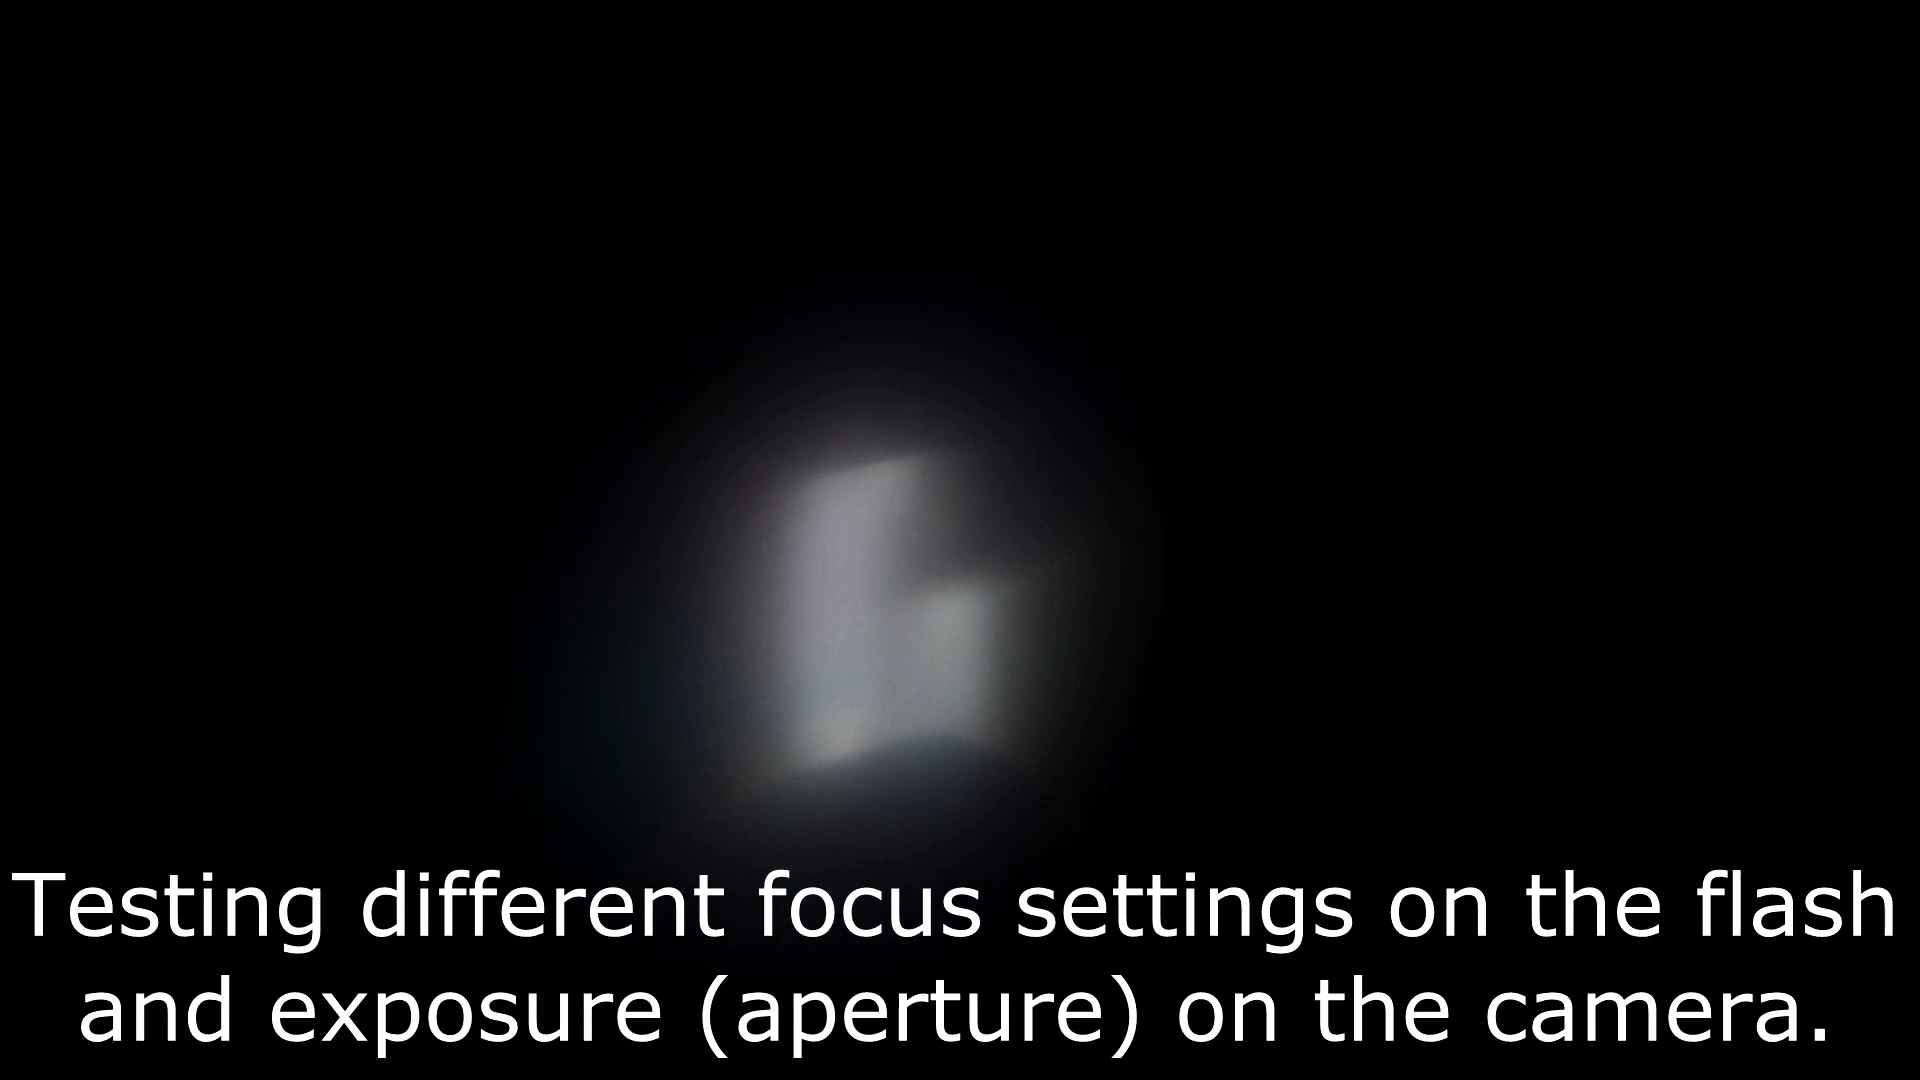 Testing different focus settings on the flash
and exposure (aperture) on the camera.